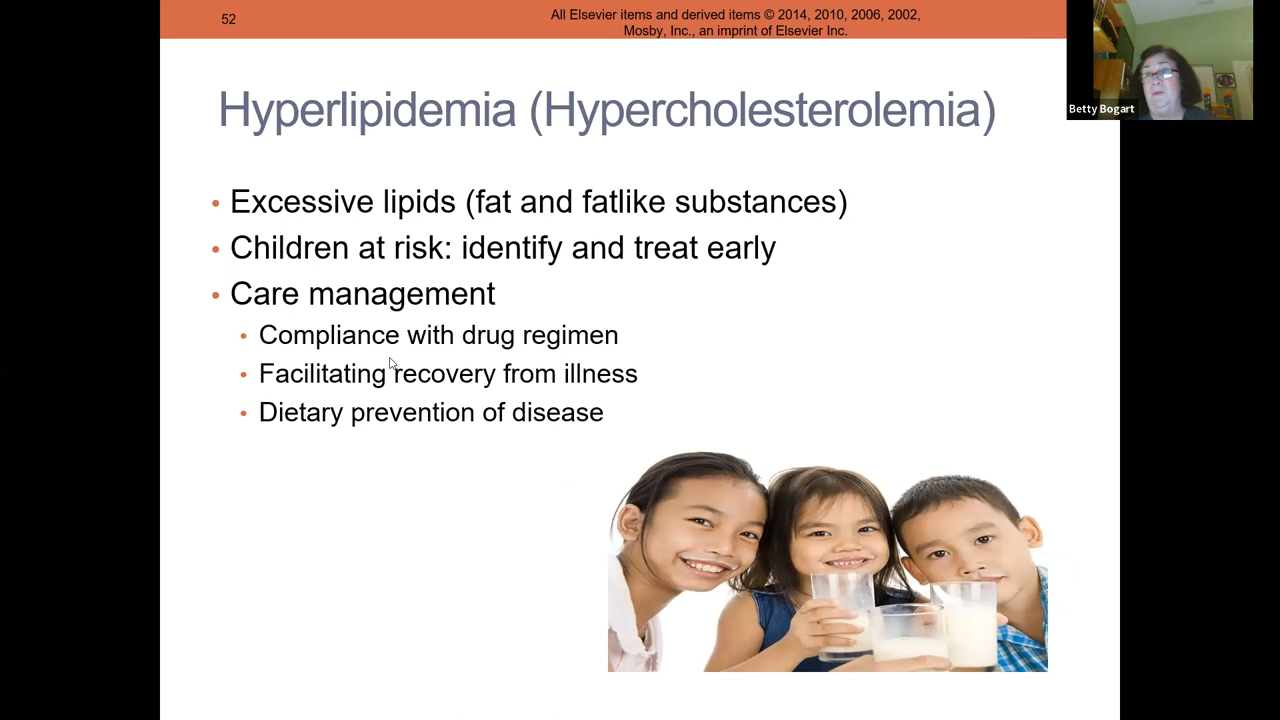 52
All Elsevier items and derived items © 2014, 2010, 2006, 2002,
Mosby, Inc., an imprint of Elsevier Inc.
Betty Bogart
Hyperlipidemia (Hypercholesterolemia)
• Excessive lipids (fat and fatlike substances)
• Children at risk: identify and treat early
• Care management
• Compliance with drug regimen
• Facilitating recovery from illness
• Dietary prevention of disease